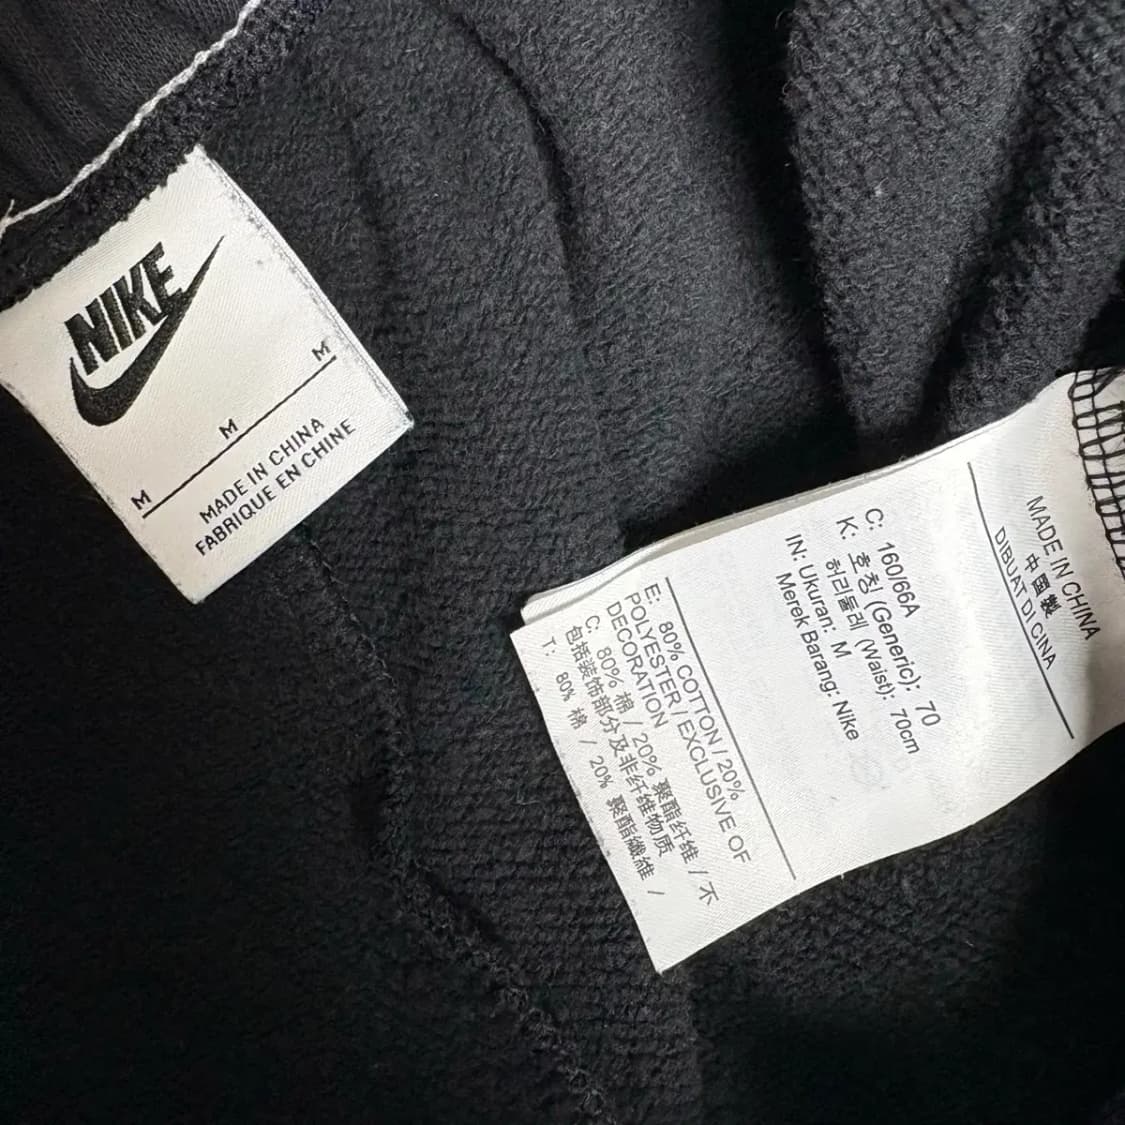 NIKE
M M M
MADE IN CHINA
FABRIQUE EN CHINE
MADE IN CHINA
中國製
DIBUAT DI CINA
C: 160/66A
K: 호칭 (Generic): 70
허리둘레 (Waist): 70cm
IN: Ukuran: M
Merek Barang: Nike
E: 80% COTTON / 20%
POLYESTER / EXCLUSIVE OF
DECORATION
C: 80% 棉 / 20% 聚酯纤维 / 不
包括装饰部分及非纤维物质
T: 80% 棉 / 20% 聚酯纖維 /